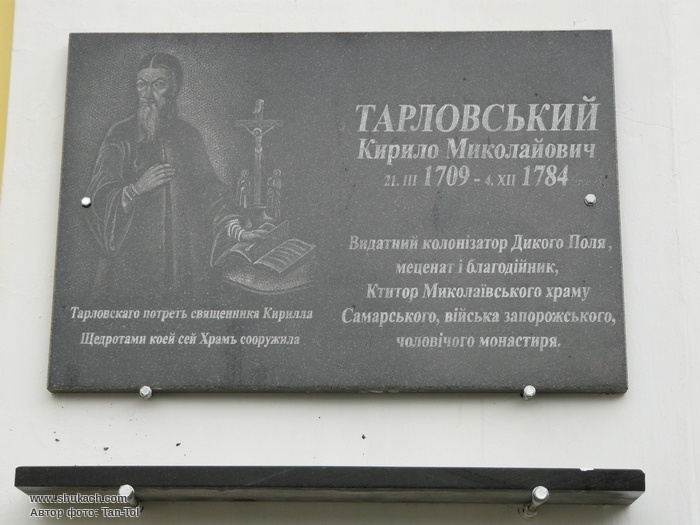 ТАРЛОВСЬКИЙ
Кирило Миколайович
21. III 1709 - 4. XII 1784
Видатний колонізатор Дикого Поля,
меценат і благодійник,
Ктитор Миколаївського храму
Самарського, війська запорожського,
чоловічого монастиря.
Тарловскаго потретъ священника Кирилла
Щедротами коей сей Храмъ сооружила
www.shukach.com
Автор фото: Tan-Tol